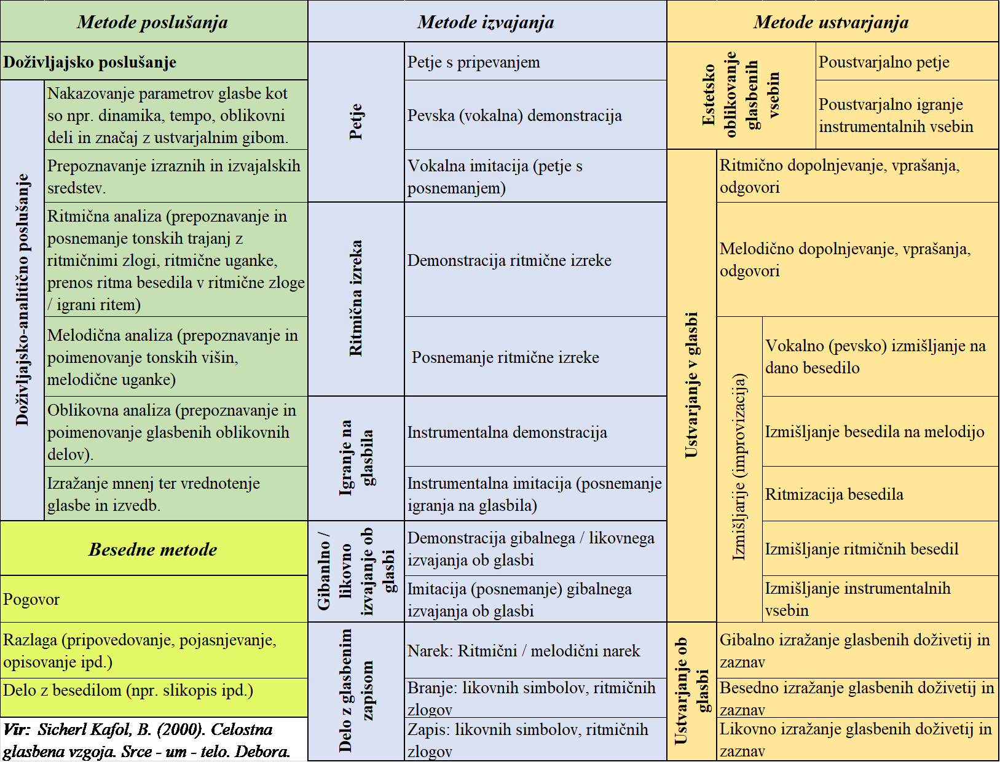 Metode poslušanja
Doživljajsko poslušanje
Doživljajsko-analitično poslušanje
Nakazovanje parametrov glasbe kot
so npr. dinamika, tempo, oblikovni
deli in značaj z ustvarjalnim gibom.
Prepoznavanje izraznih in izvajalskih
sredstev.
Ritmična analiza (prepoznavanje in
posnemanje tonskih trajanj z
ritmičnimi zlogi, ritmične uganke,
prenos ritma besedila v ritmične zloge
/ igrani ritem)
Melodična analiza (prepoznavanje in
poimenovanje tonskih višin,
melodične uganke)
Oblikovna analiza (prepoznavanje in
poimenovanje glasbenih oblikovnih
delov).
Izražanje mnenj ter vrednotenje
glasbe in izvedb.
Besedne metode
Pogovor
Razlaga (pripovedovanje, pojasnjevanje,
opisovanje ipd.)
Delo z besedilom (npr. slikopis ipd.)
Vir: Sicherl Kafol, B. (2000). Celostna
glasbena vzgoja. Srce - um - telo. Debora.
Metode izvajanja
Petje
Petje s pripevanjem
Pevska (vokalna) demonstracija
Vokalna imitacija (petje s
posnemanjem)
Ritmična izreka
Demonstracija ritmične izreke
Posnemanje ritmične izreke
Igranje na
glasbila
Instrumentalna demonstracija
Instrumentalna imitacija (posnemanje
igranja na glasbila)
Gibanlno /
likovno
izvajanje ob
glasbi
Demonstracija gibalnega / likovnega
izvajanja ob glasbi
Imitacija (posnemanje) gibalnega
izvajanja ob glasbi
Delo z glasbenim
zapisom
Narek: Ritmični / melodični narek
Branje: likovnih simbolov, ritmičnih
zlogov
Zapis: likovnih simbolov, ritmičnih
zlogov
Metode ustvarjanja
Estetsko
oblikovanje
glasbenih
vsebin
Poustvarjalno petje
Poustvarjalno igranje
instrumentalnih vsebin
Ustvarjanje v glasbi
Ritmično dopolnjevanje, vprašanja,
odgovori
Melodično dopolnjevanje, vprašanja,
odgovori
Izmišljarije (improvizacija)
Vokalno (pevsko) izmišljanje na
dano besedilo
Izmišljanje besedila na melodijo
Ritmizacija besedila
Izmišljanje ritmičnih besedil
Izmišljanje instrumentalnih
vsebin
Ustvarjanje ob
glasbi
Gibalno izražanje glasbenih doživetij in
zaznav
Besedno izražanje glasbenih doživetij in
zaznav
Likovno izražanje glasbenih doživetij in
zaznav